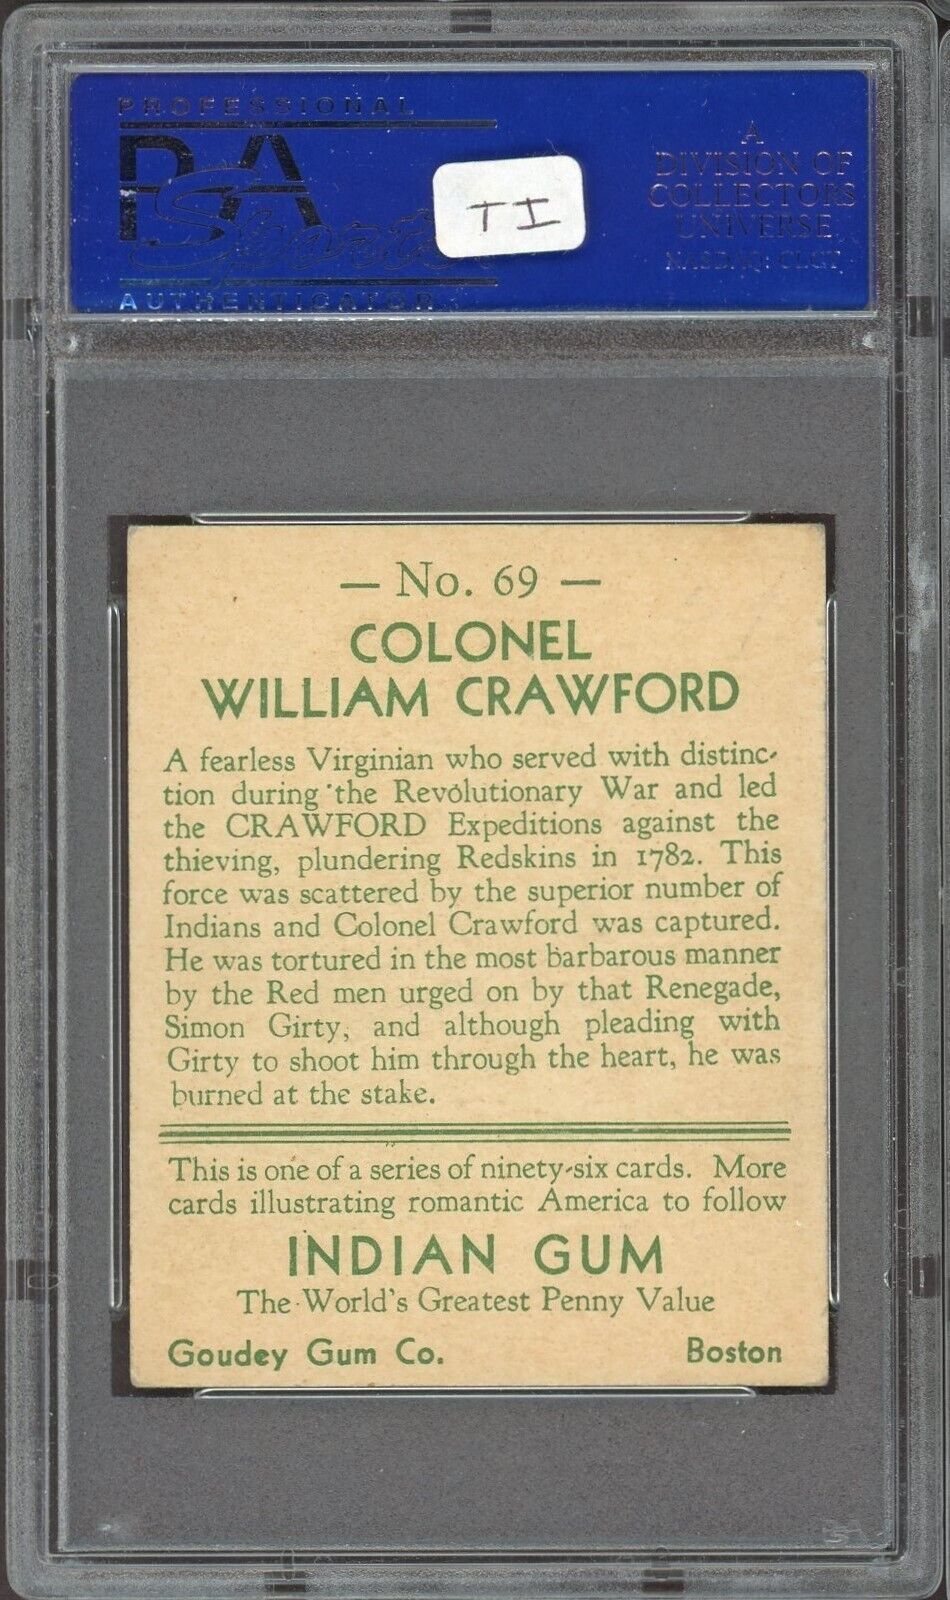 PROFESSIONAL
PSA
Sports
AUTHENTICATOR
TI
A
DIVISION OF
COLLECTORS
UNIVERSE
NASDAQ: CLCT
— No. 69 —
COLONEL
WILLIAM CRAWFORD
A fearless Virginian who served with distinc-
tion during the Revolutionary War and led
the CRAWFORD Expeditions against the
thieving, plundering Redskins in 1782. This
force was scattered by the superior number of
Indians and Colonel Crawford was captured.
He was tortured in the most barbarous manner
by the Red men urged on by that Renegade,
Simon Girty, and although pleading with
Girty to shoot him through the heart, he was
burned at the stake.
This is one of a series of ninety-six cards. More
cards illustrating romantic America to follow
INDIAN GUM
The World's Greatest Penny Value
Goudey Gum Co. Boston